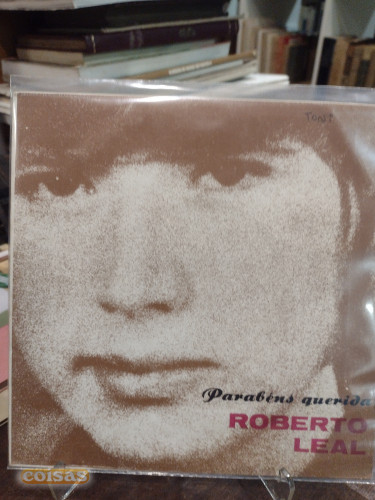 Parabéns querida
ROBERTO
LEAL
coisas